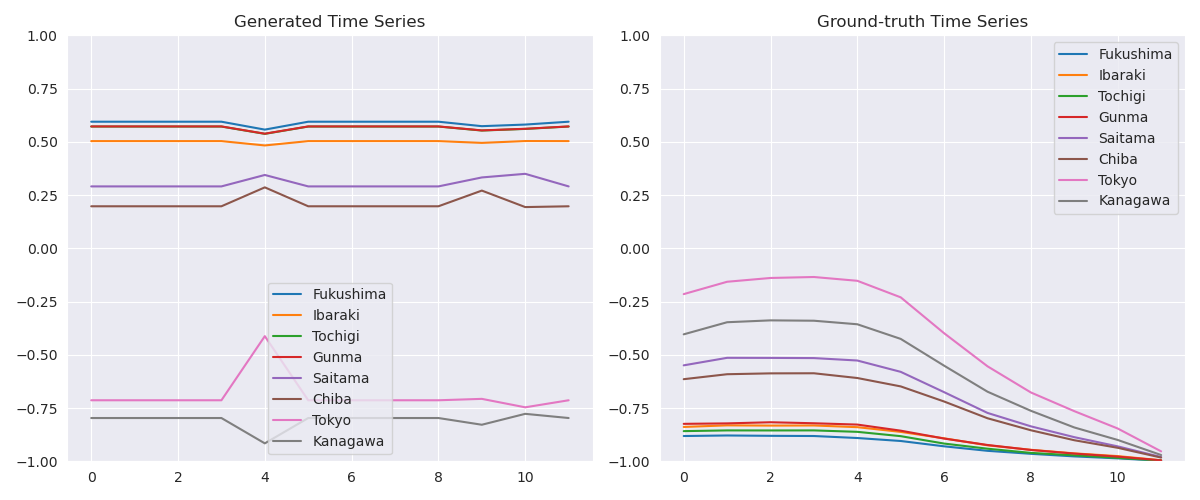 Generated Time Series
1.00
0.75
0.50
0.25
0.00
−0.25
−0.50
−0.75
−1.00
0 2 4 6 8 10
Fukushima
Ibaraki
Tochigi
Gunma
Saitama
Chiba
Tokyo
Kanagawa
Ground-truth Time Series
1.00
0.75
0.50
0.25
0.00
−0.25
−0.50
−0.75
−1.00
0 2 4 6 8 10
Fukushima
Ibaraki
Tochigi
Gunma
Saitama
Chiba
Tokyo
Kanagawa